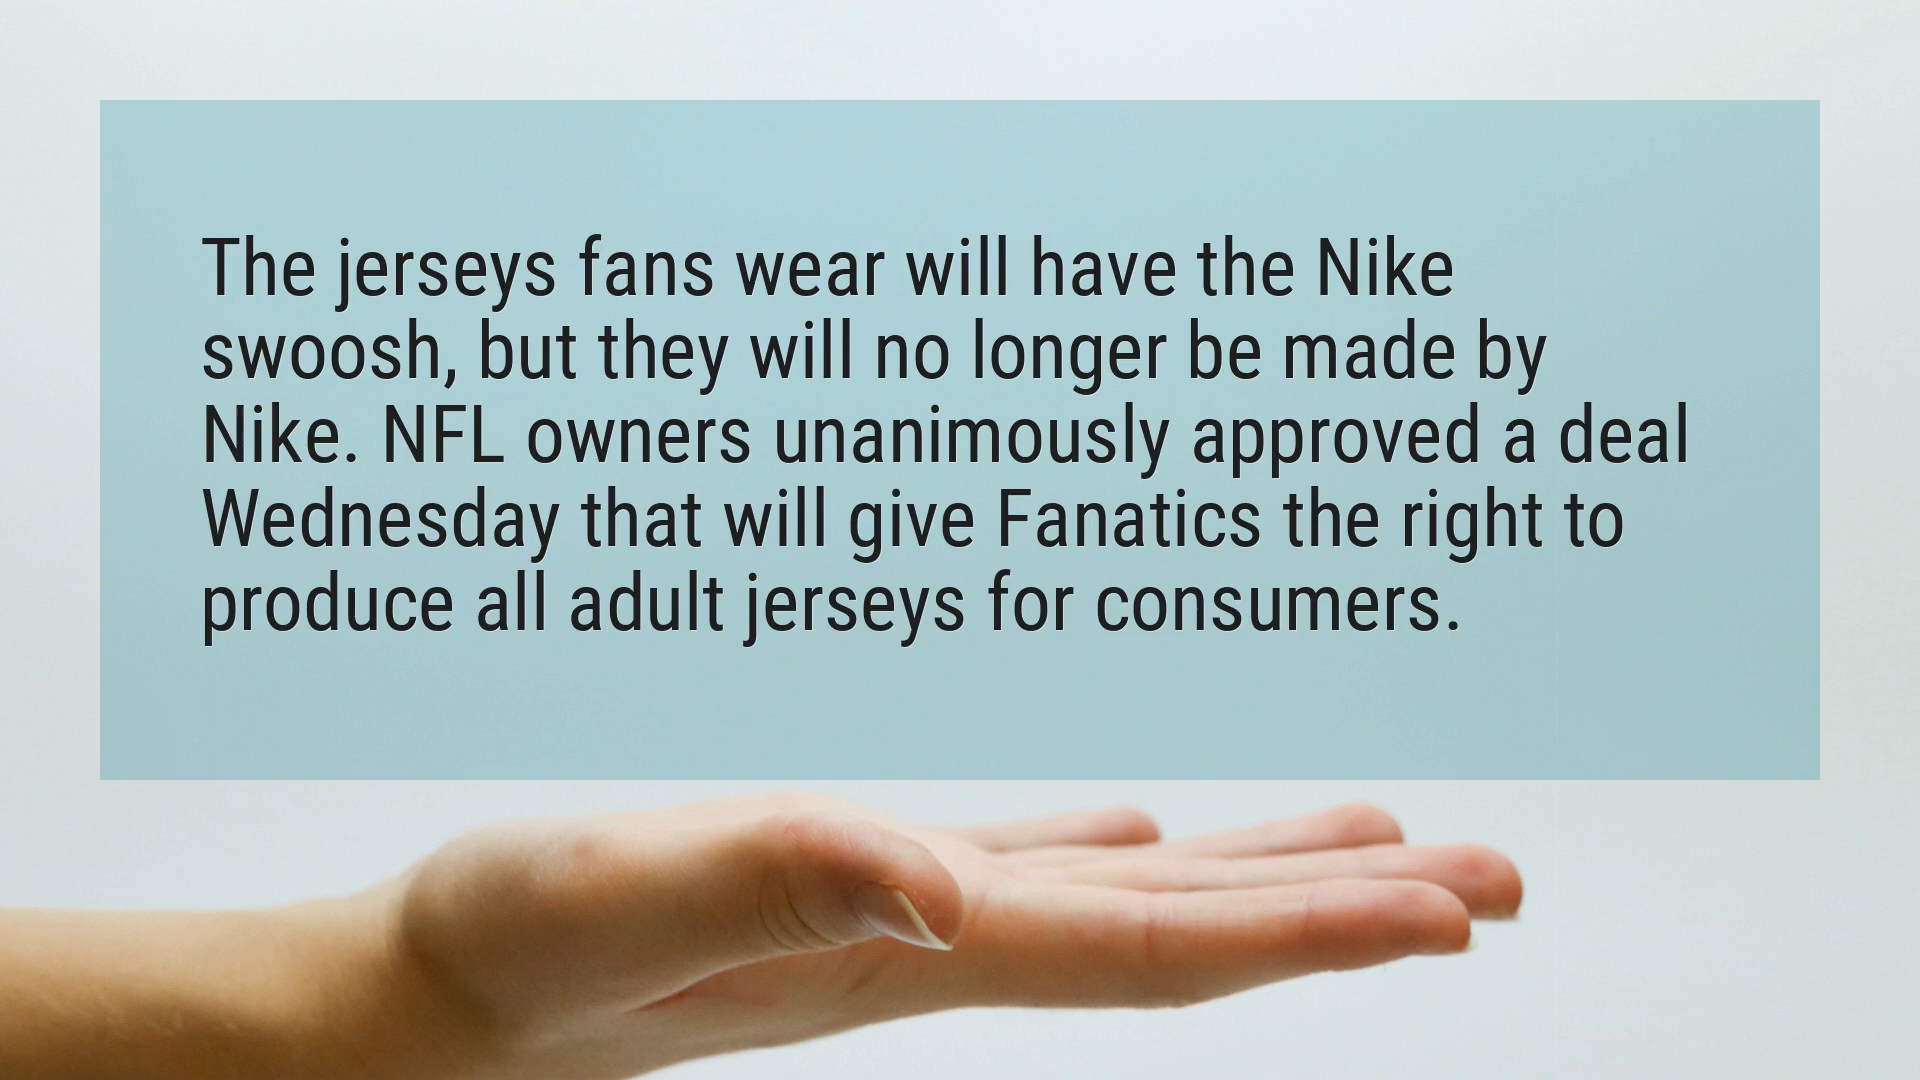 The jerseys fans wear will have the Nike
swoosh, but they will no longer be made by
Nike. NFL owners unanimously approved a deal
Wednesday that will give Fanatics the right to
produce all adult jerseys for consumers.